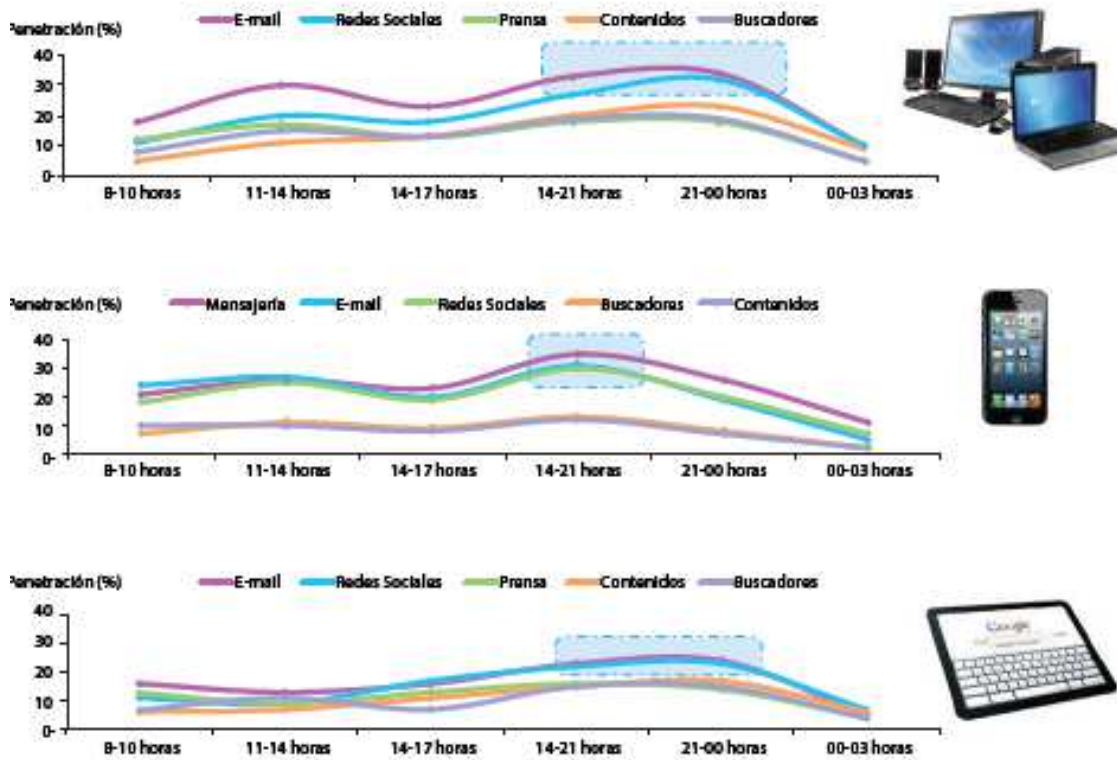 E-mail Redes Sociales Prensa Contenidos Buscadores
Penetración (%)
40
30
20
10
0-
8-10 horas 11-14 horas 14-17 horas 14-21 horas 21-00 horas 00-03 horas
Penetración (%) Mensajería E-mail Redes Sociales Buscadores Contenidos
40
30
20
10
0-
8-10 horas 11-14 horas 14-17 horas 14-21 horas 21-00 horas 00-03 horas
Penetración (%) E-mail Redes Sociales Prensa Contenidos Buscadores
40
30
20
10
0-
8-10 horas 11-14 horas 14-17 horas 14-21 horas 21-00 horas 00-03 horas
Google